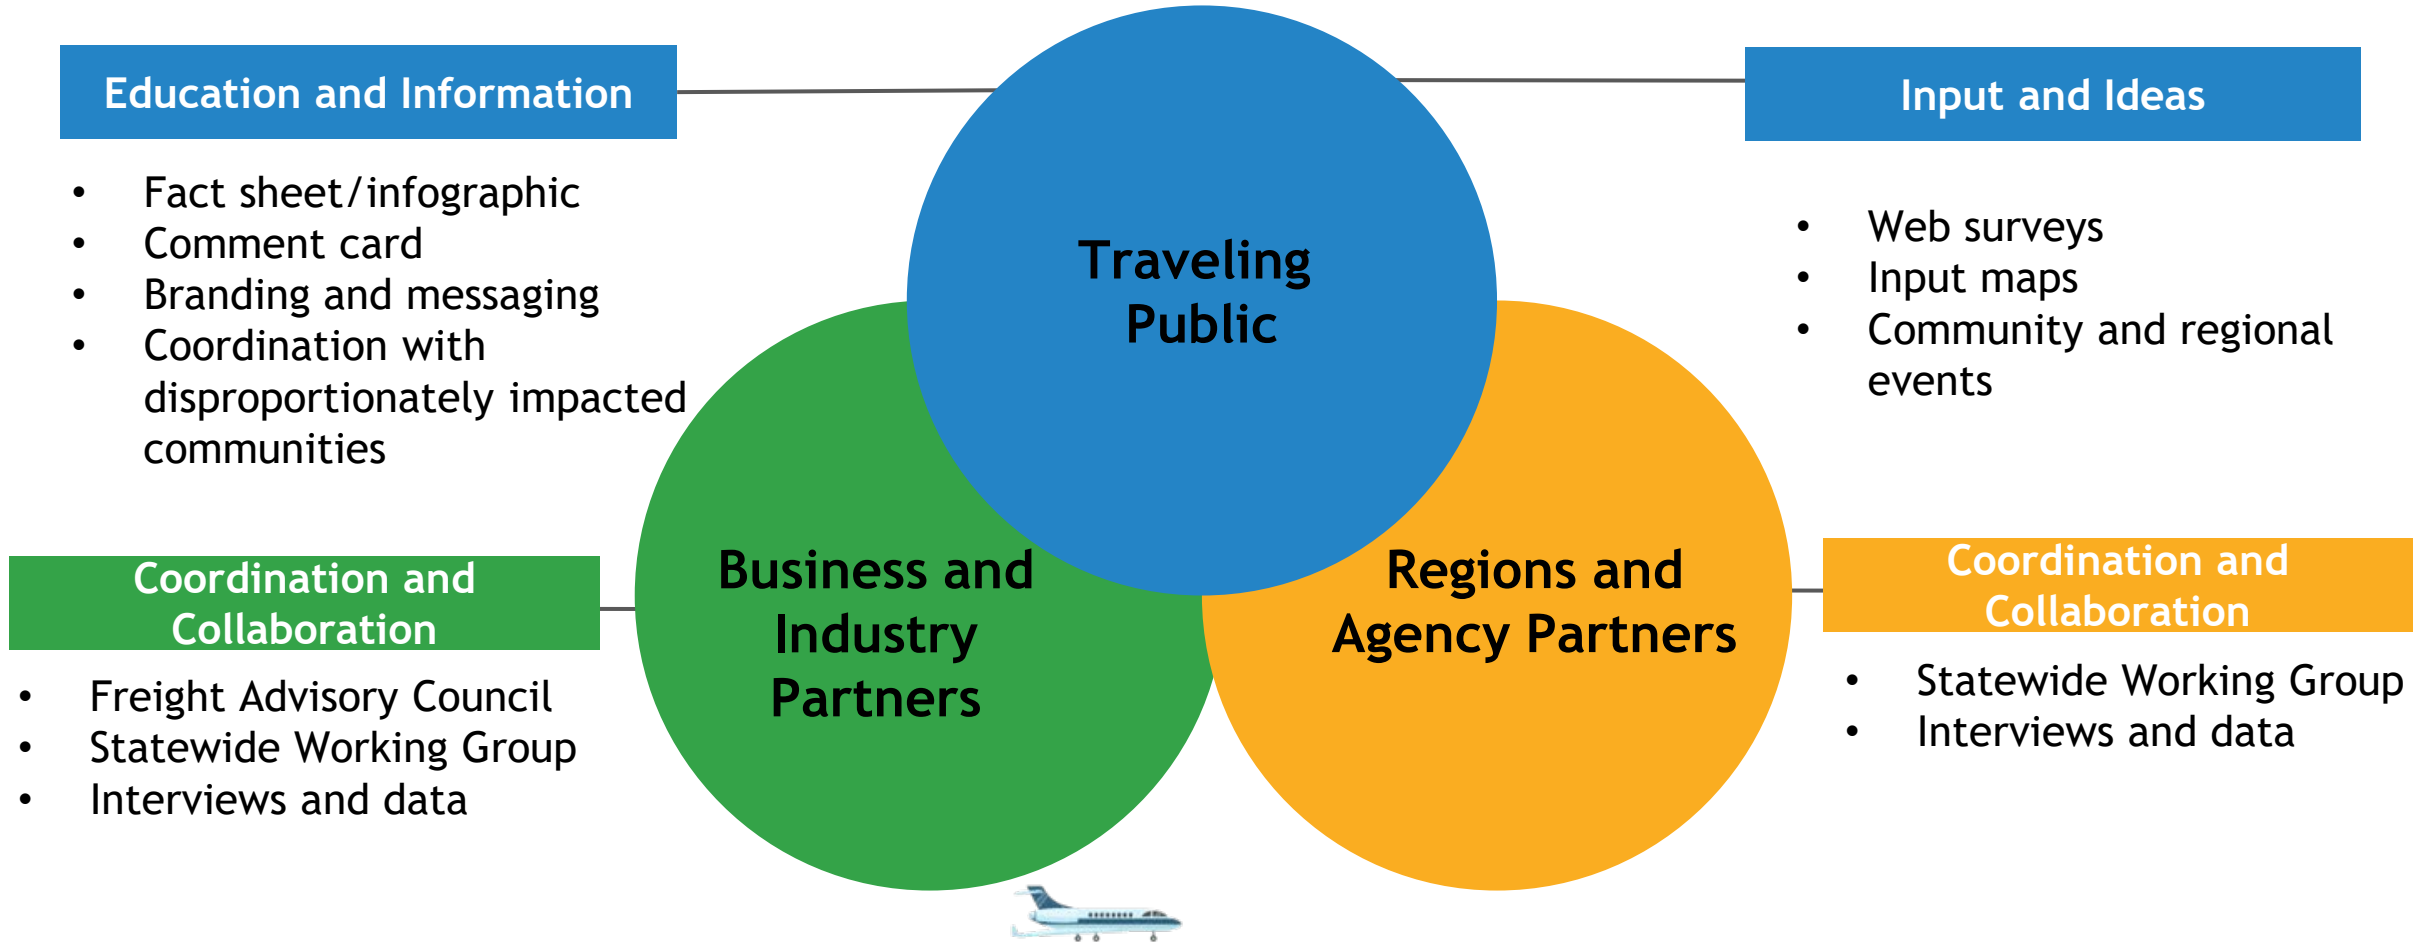 Education and Information
• Fact sheet/infographic
• Comment card
• Branding and messaging
• Coordination with
disproportionately impacted
communities
Traveling
Public
Input and Ideas
• Web surveys
• Input maps
• Community and regional
events
Coordination and
Collaboration
• Freight Advisory Council
• Statewide Working Group
• Interviews and data
Business and
Industry
Partners
Regions and
Agency Partners
Coordination and
Collaboration
• Statewide Working Group
• Interviews and data